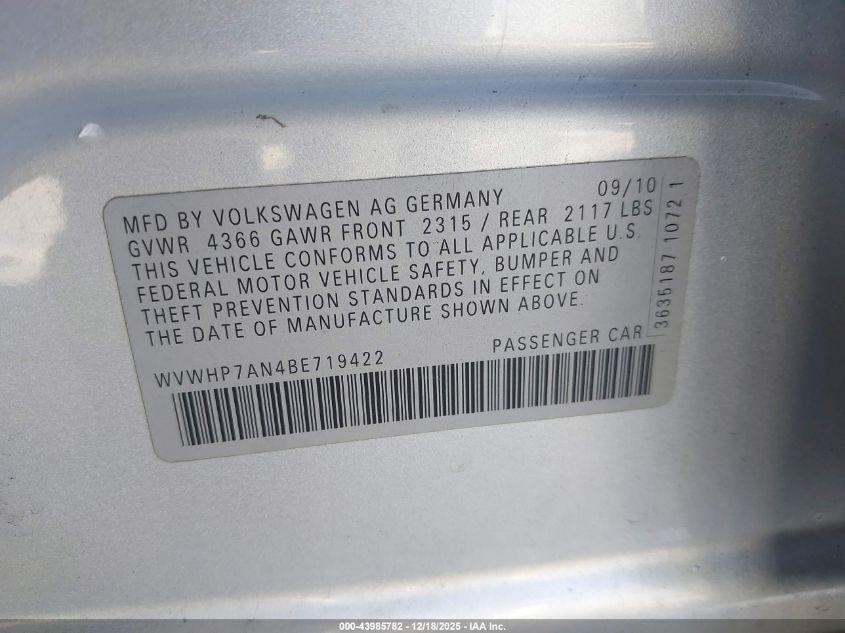 MFD BY VOLKSWAGEN AG GERMANY 09/10
GVWR 4366 GAWR FRONT 2315 / REAR 2117 LBS
THIS VEHICLE CONFORMS TO ALL APPLICABLE U.S.
FEDERAL MOTOR VEHICLE SAFETY, BUMPER AND
THEFT PREVENTION STANDARDS IN EFFECT ON
THE DATE OF MANUFACTURE SHOWN ABOVE.
WVWHP7AN4BE719422 PASSENGER CAR
3635187 1072 1
000-43985782 - 12/18/2025 - IAA Inc.